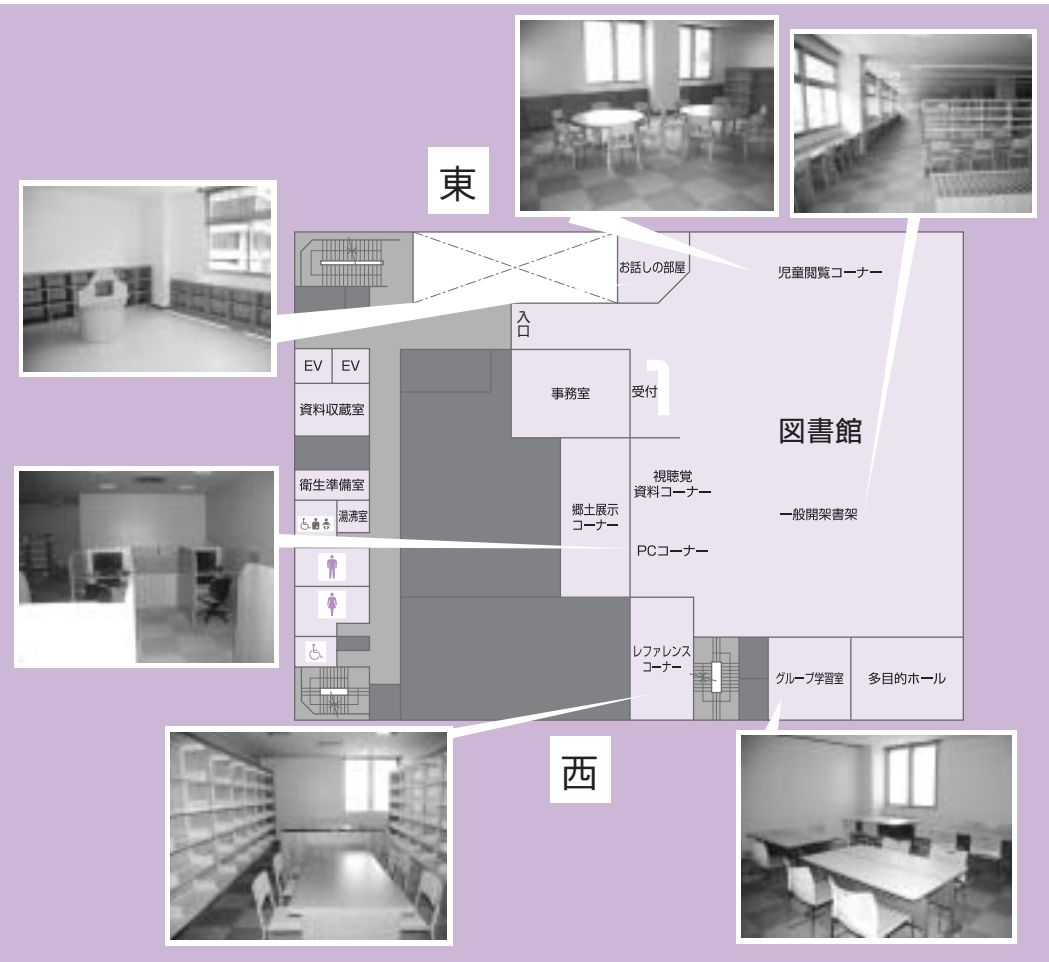 東
お話しの部屋
児童閲覧コーナー
入口
EV
EV
事務室
受付
資料収蔵室
図書館
視聴覚
資料コーナー
衛生準備室
湯沸室
郷土展示
コーナー
一般開架書架
PCコーナー
レファレンス
コーナー
グループ学習室
多目的ホール
西